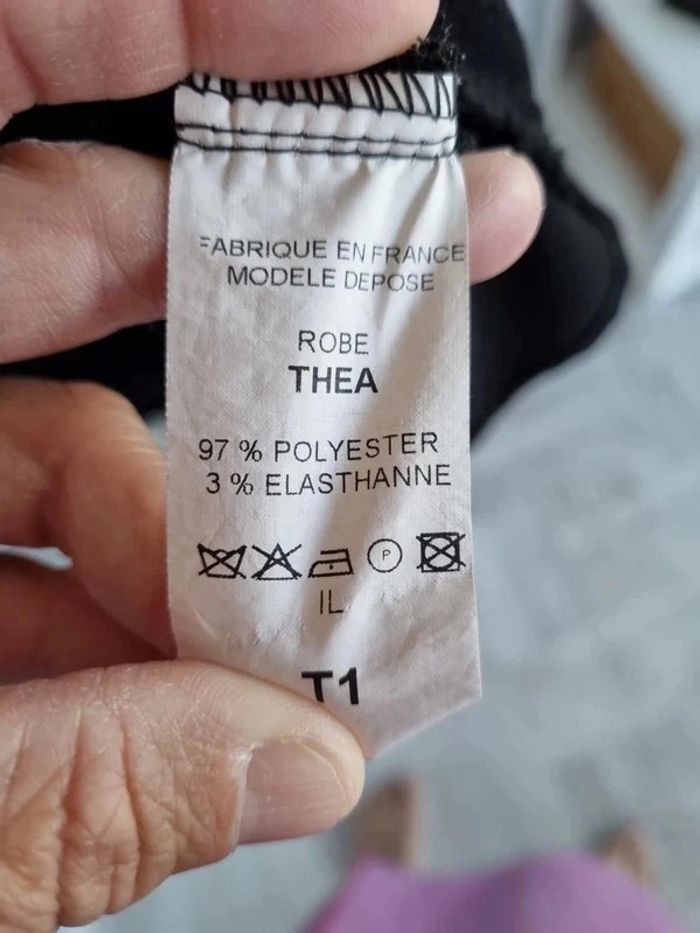 FABRIQUE EN FRANCE
MODELE DEPOSE
ROBE
THEA
97 % POLYESTER
3 % ELASTHANNE
P
IL
T1